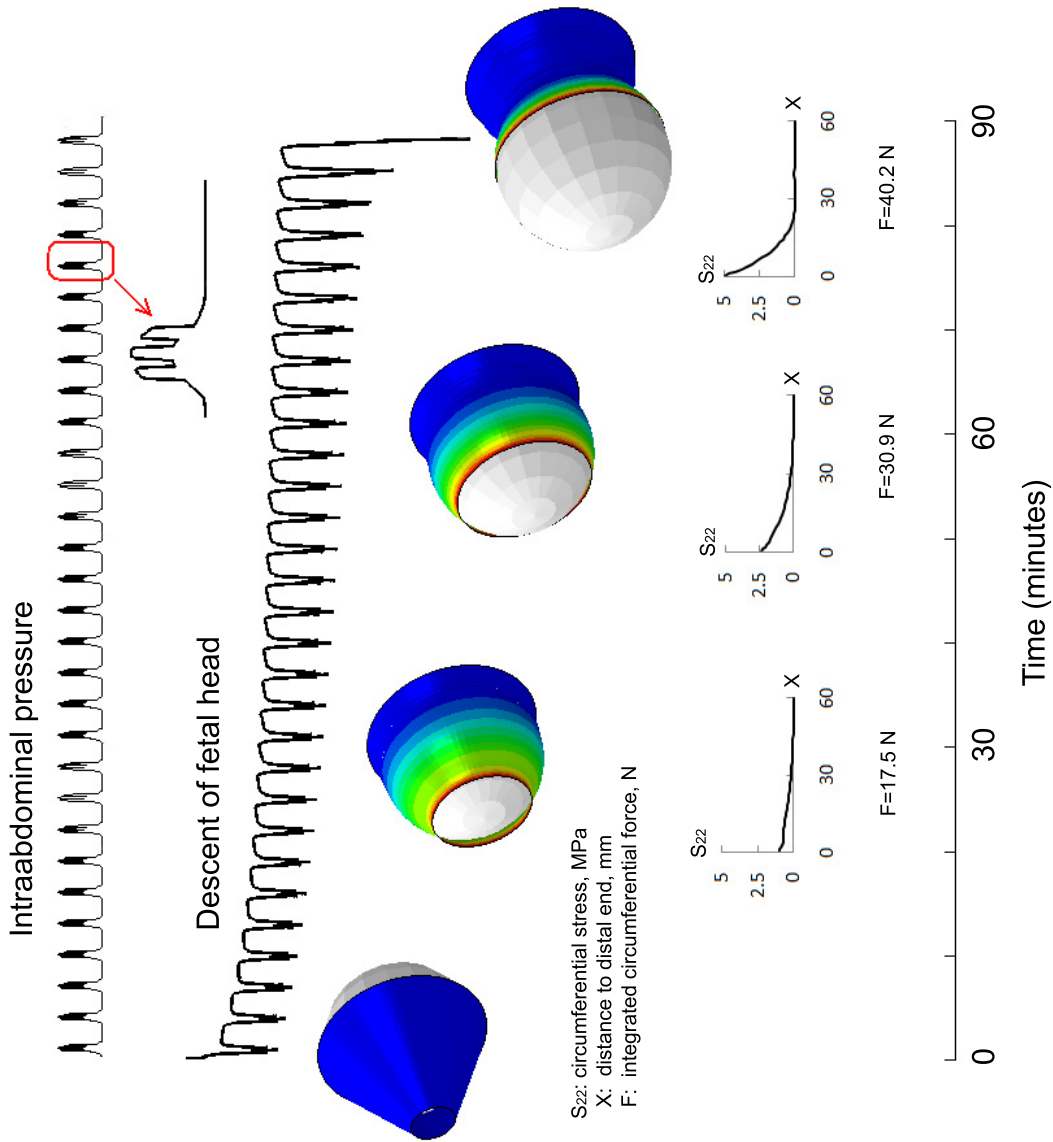 Intraabdominal pressure
Descent of fetal head
S22: circumferential stress, MPa
X: distance to distal end, mm
F: integrated circumferential force, N
S22
5
2.5
0
0
30
60
X
F=17.5 N
S22
5
2.5
0
0
30
60
X
F=30.9 N
S22
5
2.5
0
0
30
60
X
F=40.2 N
0
30
60
90
Time (minutes)